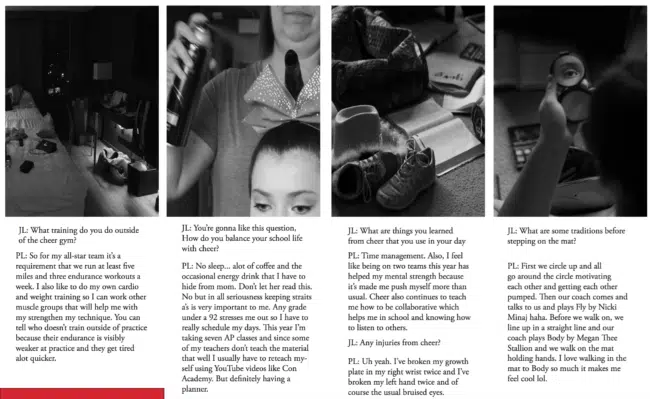 JL: What training do you do outside
of the cheer gym?
PL: So for my all-star team it's a
requirement that we run at least five
miles and three endurance workouts a
week. I also like to do my own cardio
and weight training so I can work other
muscle groups that will help me with
my strengthen my technique. You can
tell who doesn't train outside of practice
because their endurance is visibly
weaker at practice and they get tired
alot quicker.
JL: You're gonna like this question,
How do you balance your school life
with cheer?
PL: No sleep... alot of coffee and the
occasional energy drink that I have to
hide from mom. Don't let her read this.
No but in all seriousness keeping straits
a's is very important to me. Any grade
under a 92 stresses me out so I have to
really schedule my days. This year I'm
taking seven AP classes and since some
of my teachers don't teach the material
that well I usually have to reteach my-
self using YouTube videos like Con
Academy. But definitely having a
planner.
JL: What are things you learned
from cheer that you use in your day
PL: Time management. Also, I feel
like being on two teams this year has
helped my mental strength because
it's made me push myself more than
usual. Cheer also continues to teach
me how to be collaborative which
helps me in school and knowing how
to listen to others.
JL: Any injuries from cheer?
PL: Uh yeah. I've broken my growth
plate in my right wrist twice and I've
broken my left hand twice and of
course the usual bruised eyes.
JL: What are some traditions before
stepping on the mat?
PL: First we circle up and all
go around the circle motivating
each other and getting each other
pumped. Then our coach comes and
talks to us and plays Fly by Nicki
Minaj haha. Before we walk on, we
line up in a straight line and our
coach plays Body by Megan Thee
Stallion and we walk on the mat
holding hands. I love walking in the
mat to Body so much it makes me
feel cool lol.